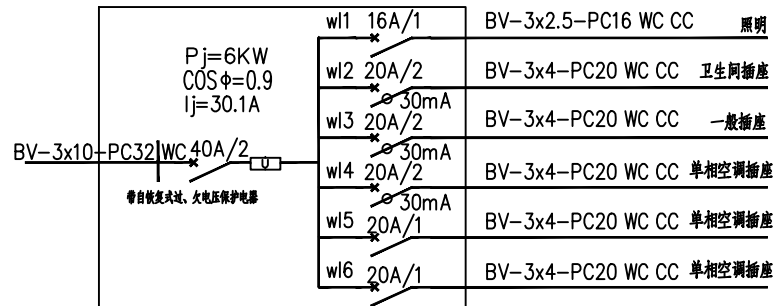 wl1 16A/1 BV-3x2.5-PC16 WC CC 照明
Pj=6KW
COSΦ=0.9
Ij=30.1A
wl2 20A/2 BV-3x4-PC20 WC CC 卫生间插座
30mA
wl3 20A/2 BV-3x4-PC20 WC CC 一般插座
30mA
BV-3x10-PC32 WC 40A/2
wl4 20A/2 BV-3x4-PC20 WC CC 单相空调插座
30mA
带自恢复式过、欠电压保护电器
wl5 20A/1 BV-3x4-PC20 WC CC 单相空调插座
wl6 20A/1 BV-3x4-PC20 WC CC 单相空调插座